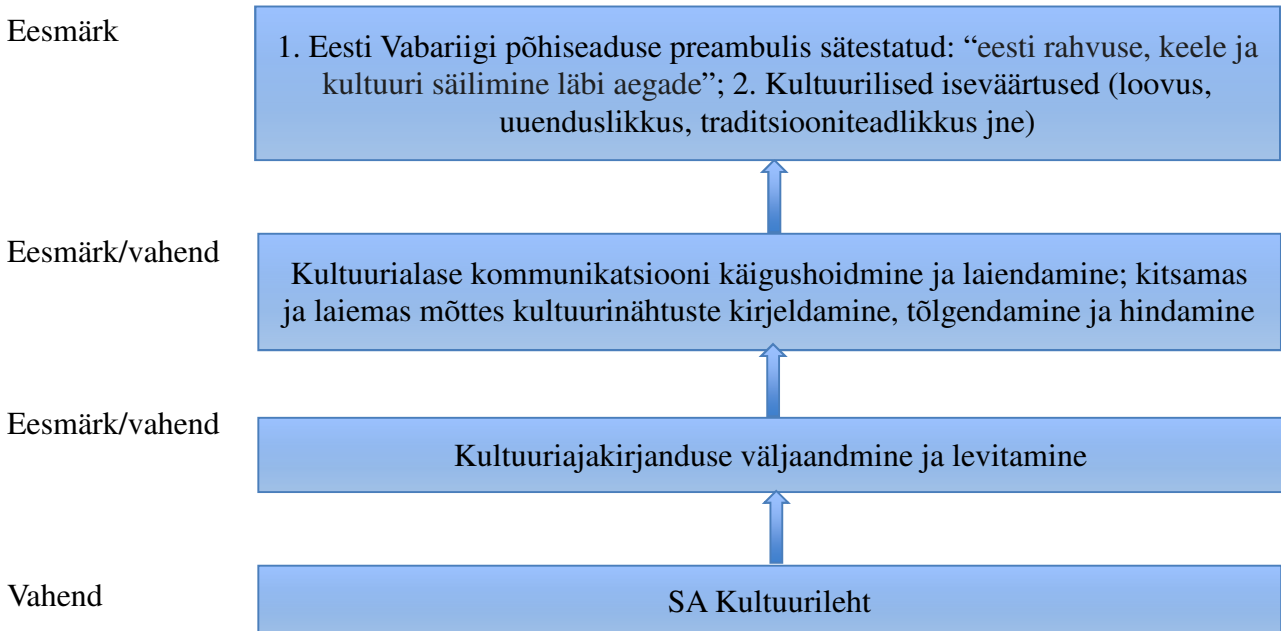 Eesmärk
1. Eesti Vabariigi põhiseaduse preambulis sätestatud: “eesti rahvuse, keele ja
kultuuri säilimine läbi aegade”; 2. Kultuurilised iseväärtused (loovus,
uuenduslikkus, traditsiooniteadlikkus jne)
Eesmärk/vahend
Kultuurialase kommunikatsiooni käigushoidmine ja laiendamine; kitsamas
ja laiemas mõttes kultuurinähtuste kirjeldamine, tõlgendamine ja hindamine
Eesmärk/vahend
Kultuuriajakirjanduse väljaandmine ja levitamine
Vahend
SA Kultuurileht